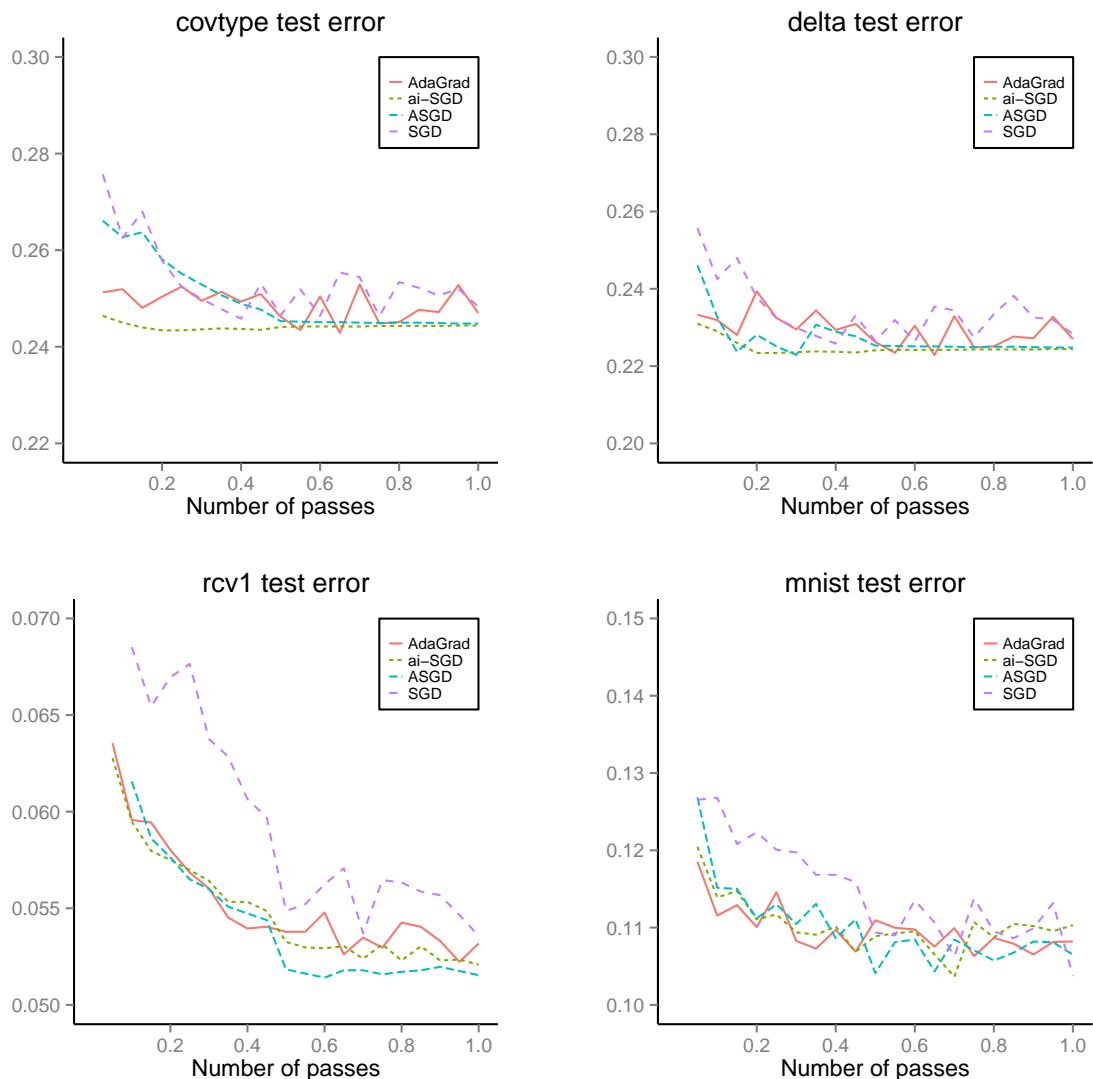 covtype test error
0.30
0.28
0.26
0.24
0.22
AdaGrad
ai−SGD
ASGD
SGD
0.2 0.4 0.6 0.8 1.0
Number of passes
delta test error
0.30
0.28
0.26
0.24
0.22
0.20
AdaGrad
ai−SGD
ASGD
SGD
0.2 0.4 0.6 0.8 1.0
Number of passes
rcv1 test error
0.070
0.065
0.060
0.055
0.050
AdaGrad
ai−SGD
ASGD
SGD
0.2 0.4 0.6 0.8 1.0
Number of passes
mnist test error
0.15
0.14
0.13
0.12
0.11
0.10
AdaGrad
ai−SGD
ASGD
SGD
0.2 0.4 0.6 0.8 1.0
Number of passes